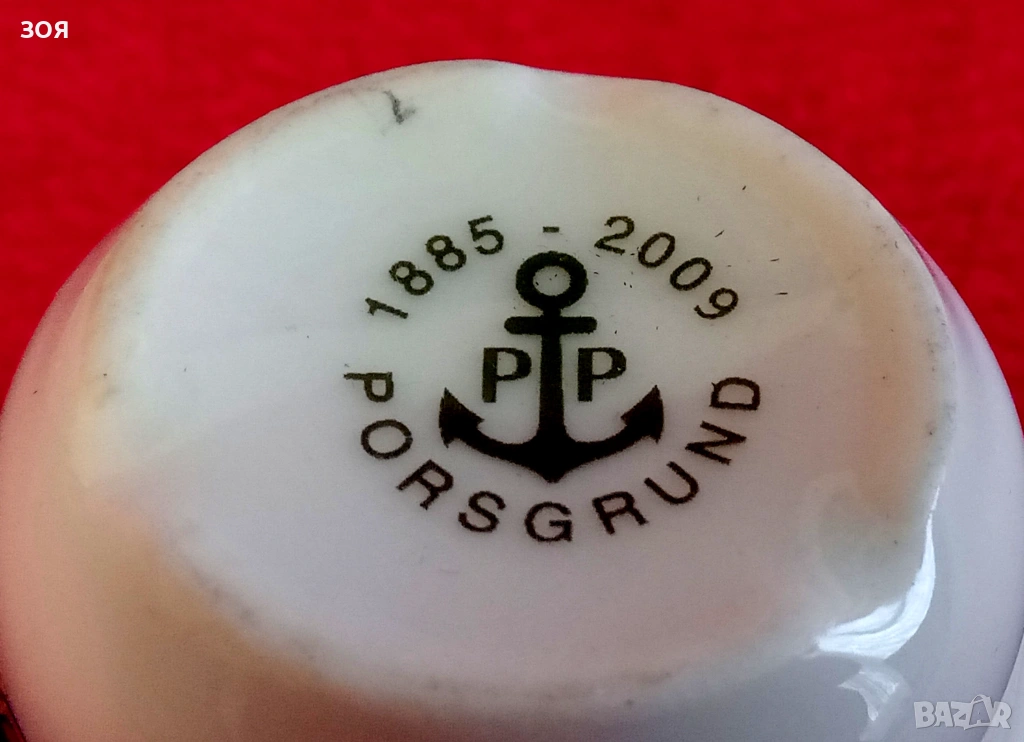 ЗОЯ
1885 - 2009
P P
PORSGRUND
BAZAR